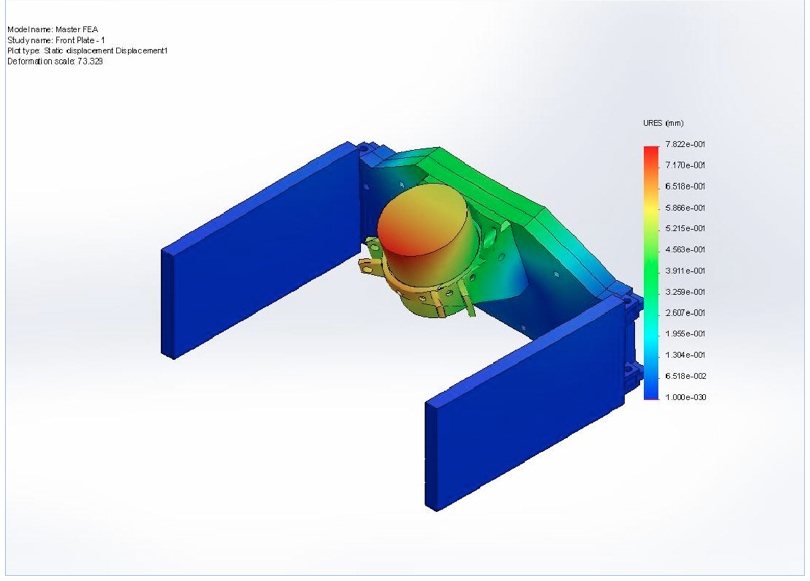 Model name: Master FEA
Study name: Front Plate - 1
Plot type: Static displacement Displacement1
Deformation scale: 73.329
URES (mm)
7.822e-001
7.170e-001
6.518e-001
5.866e-001
5.215e-001
4.563e-001
3.911e-001
3.259e-001
2.607e-001
1.955e-001
1.304e-001
6.518e-002
1.000e-030